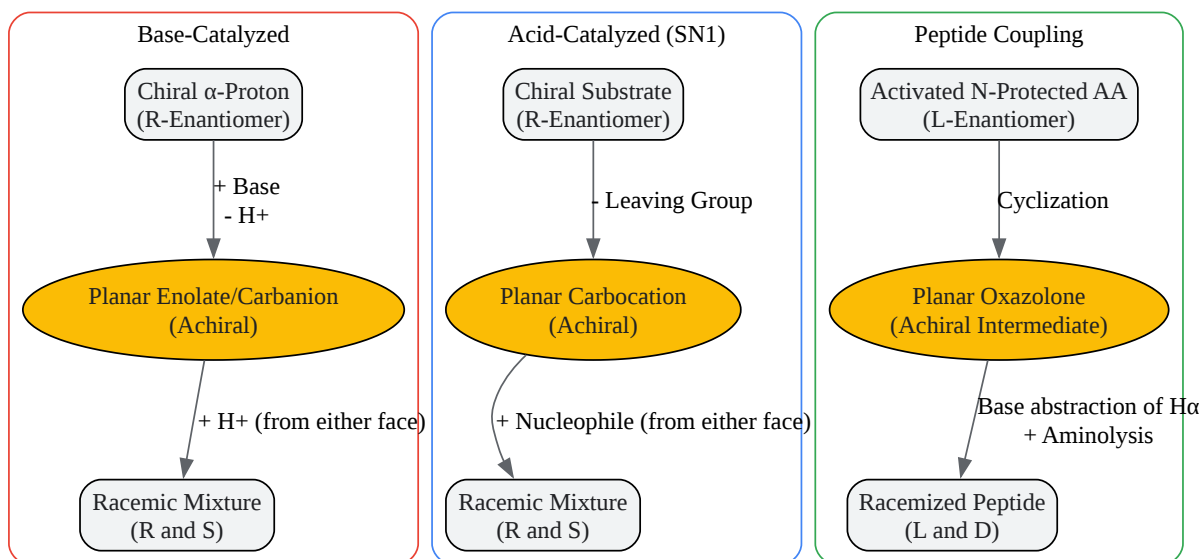 Base-Catalyzed
Chiral α-Proton
(R-Enantiomer)
+ Base
- H+
Planar Enolate/Carbanion
(Achiral)
+ H+ (from either face)
Racemic Mixture
(R and S)
Acid-Catalyzed (SN1)
Chiral Substrate
(R-Enantiomer)
- Leaving Group
Planar Carbocation
(Achiral)
+ Nucleophile (from either face)
Racemic Mixture
(R and S)
Peptide Coupling
Activated N-Protected AA
(L-Enantiomer)
Cyclization
Planar Oxazolone
(Achiral Intermediate)
Base abstraction of Hα
+ Aminolysis
Racemized Peptide
(L and D)